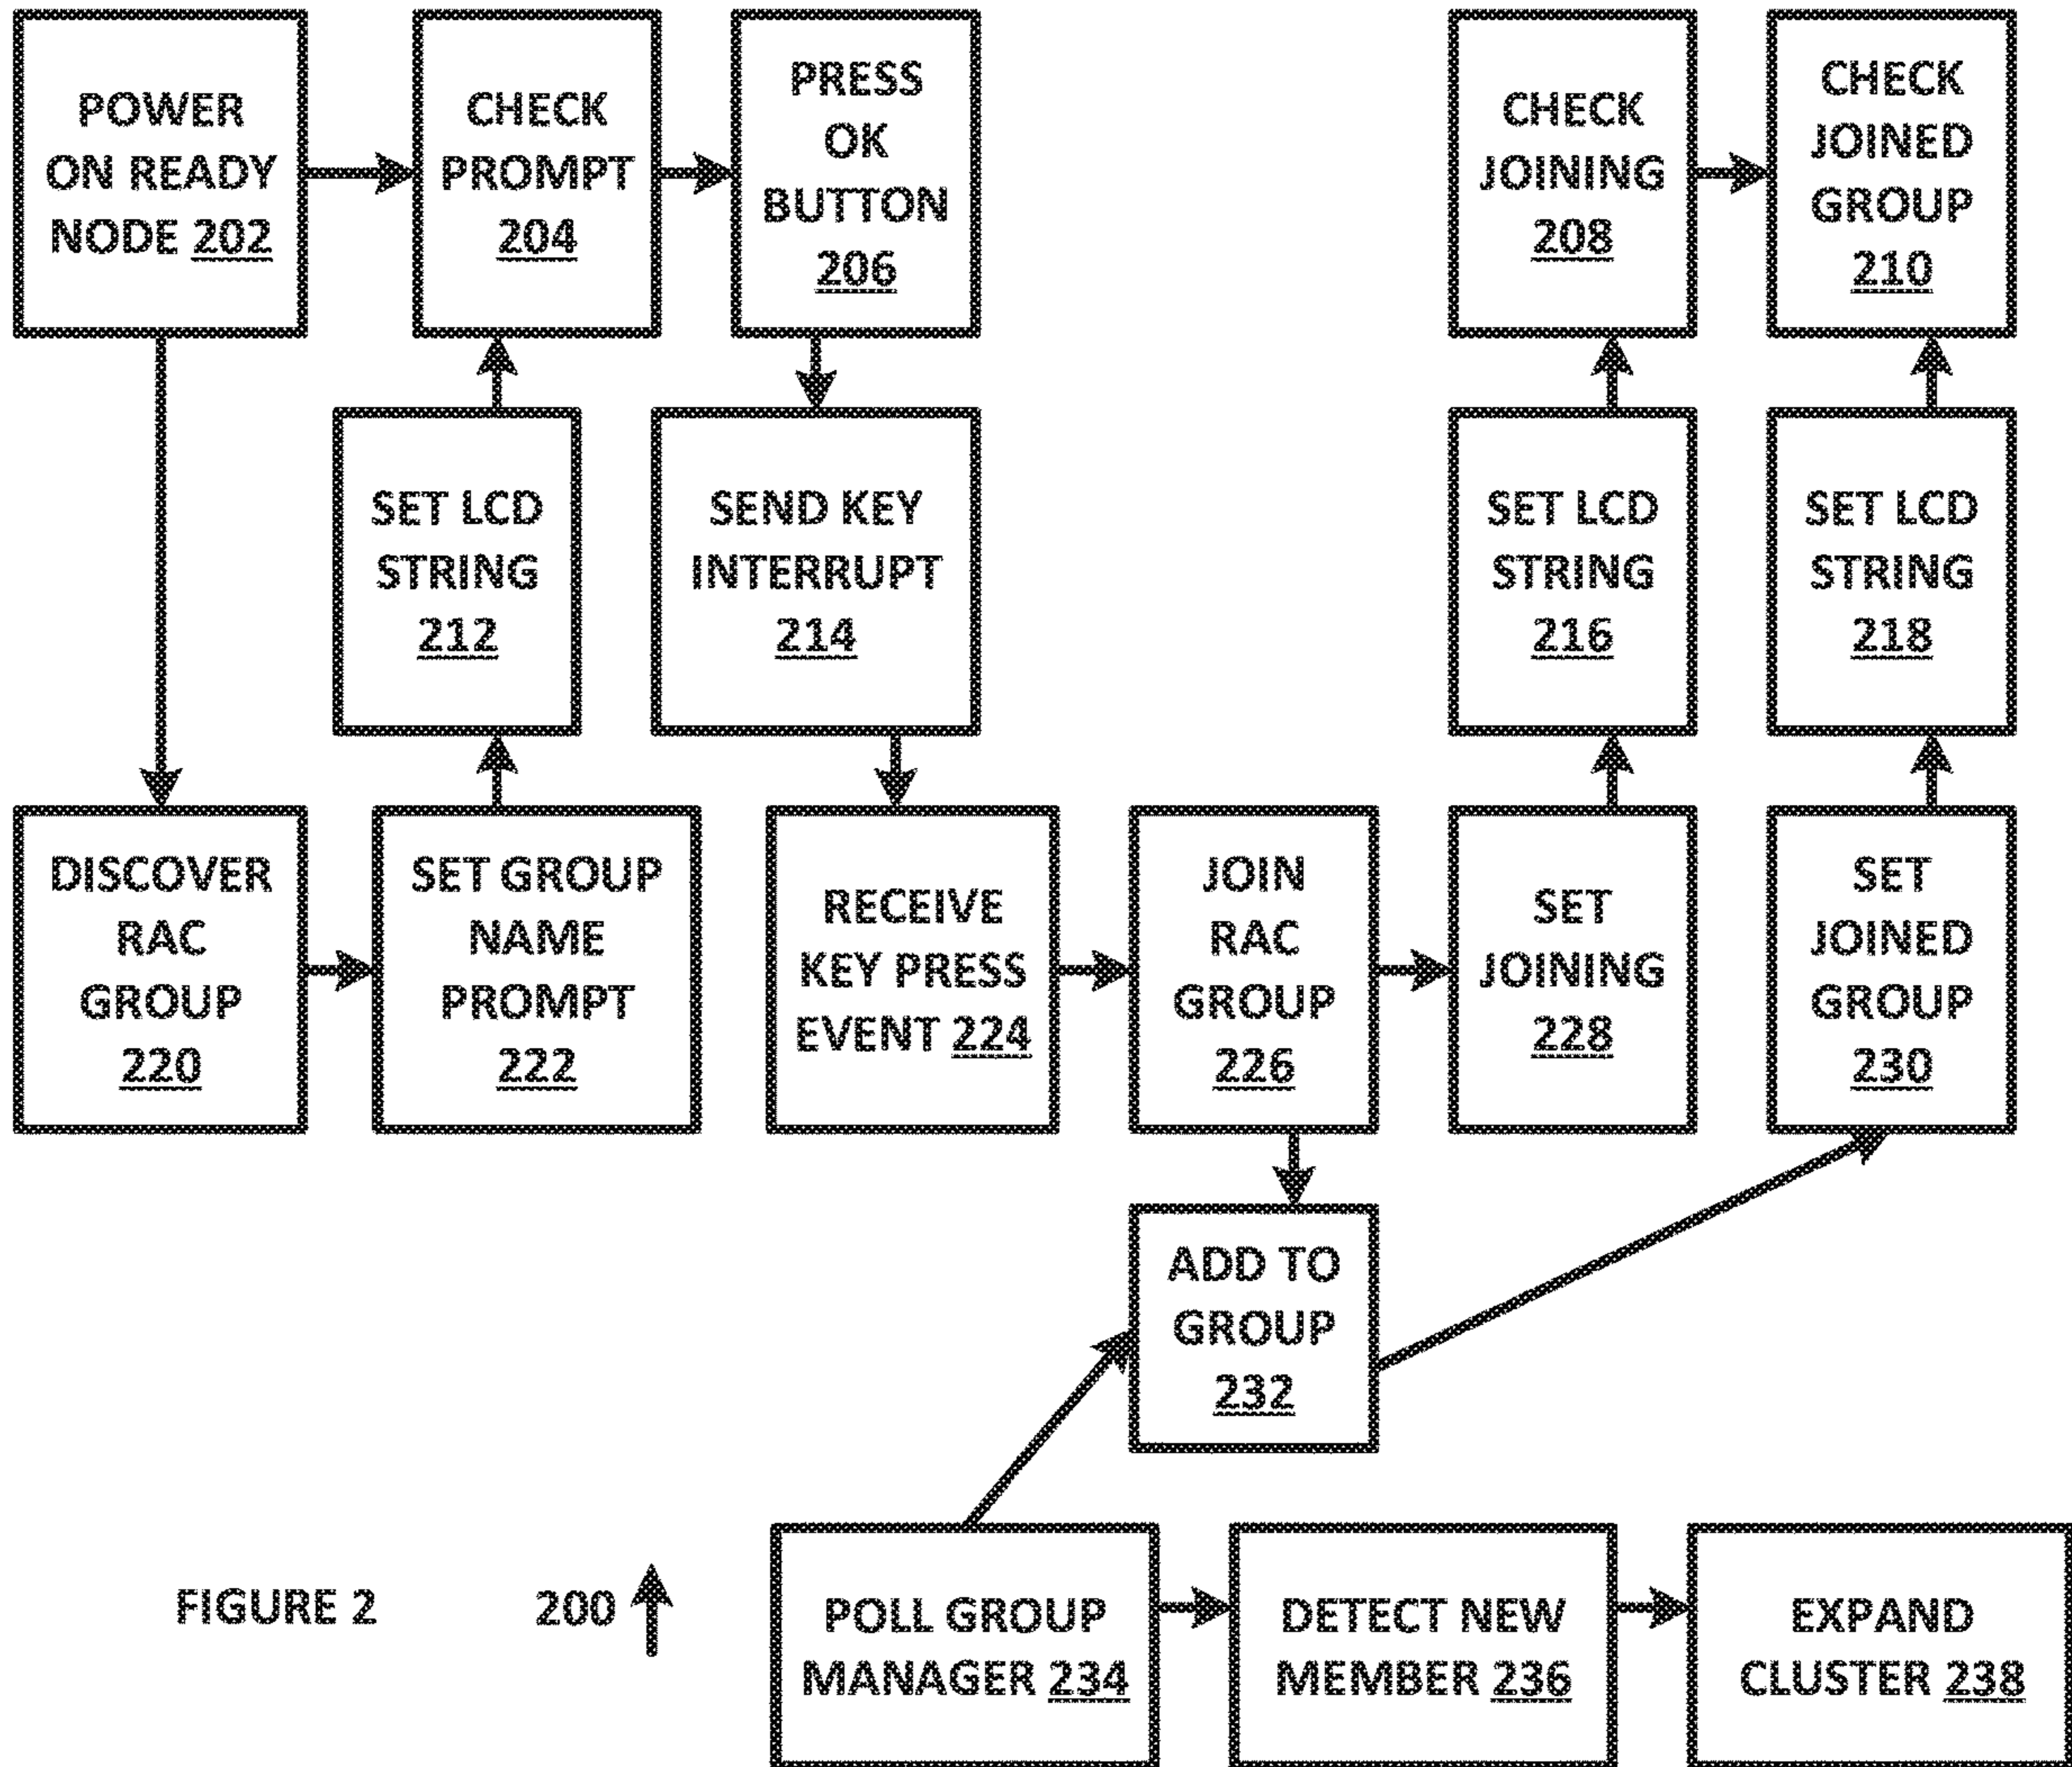 POWER
ON READY
NODE 202
CHECK
PROMPT
204
PRESS
OK
BUTTON
206
CHECK
JOINING
208
CHECK
JOINED
GROUP
210
SET LCD
STRING
212
SEND KEY
INTERRUPT
214
SET LCD
STRING
216
SET LCD
STRING
218
DISCOVER
RAC
GROUP
220
SET GROUP
NAME
PROMPT
222
RECEIVE
KEY PRESS
EVENT 224
JOIN
RAC
GROUP
226
SET
JOINING
228
SET
JOINED
GROUP
230
ADD TO
GROUP
232
FIGURE 2
200
POLL GROUP
MANAGER 234
DETECT NEW
MEMBER 236
EXPAND
CLUSTER 238